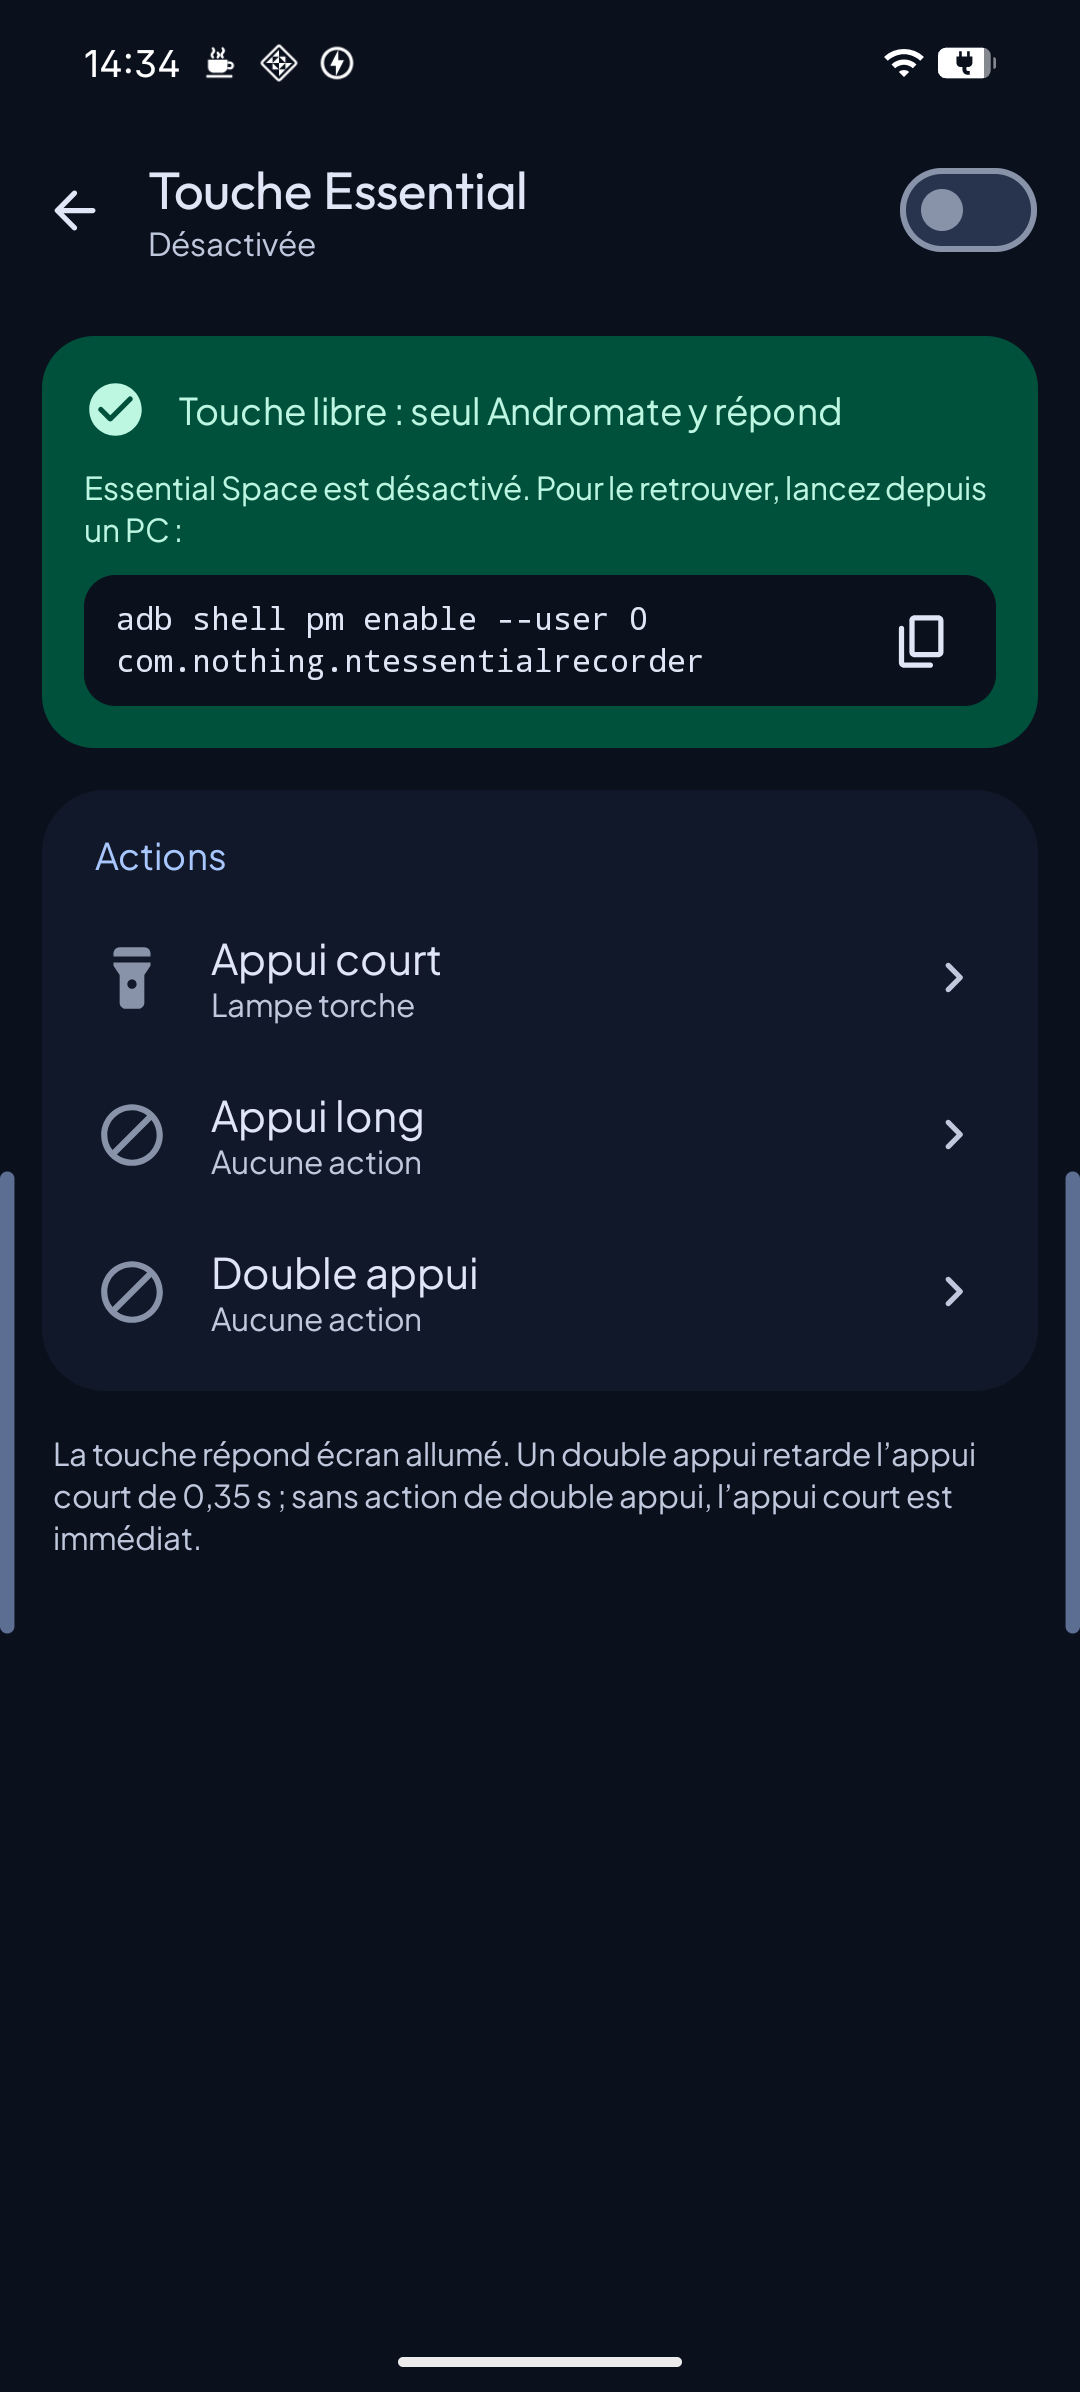 14:34
Touche Essential
Désactivée
Touche libre : seul Andromate y répond
Essential Space est désactivé. Pour le retrouver, lancez depuis
un PC :
adb shell pm enable --user 0
com.nothing.ntessentialrecorder
Actions
Appui court
Lampe torche
Appui long
Aucune action
Double appui
Aucune action
La touche répond écran allumé. Un double appui retarde l’appui
court de 0,35 s ; sans action de double appui, l’appui court est
immédiat.